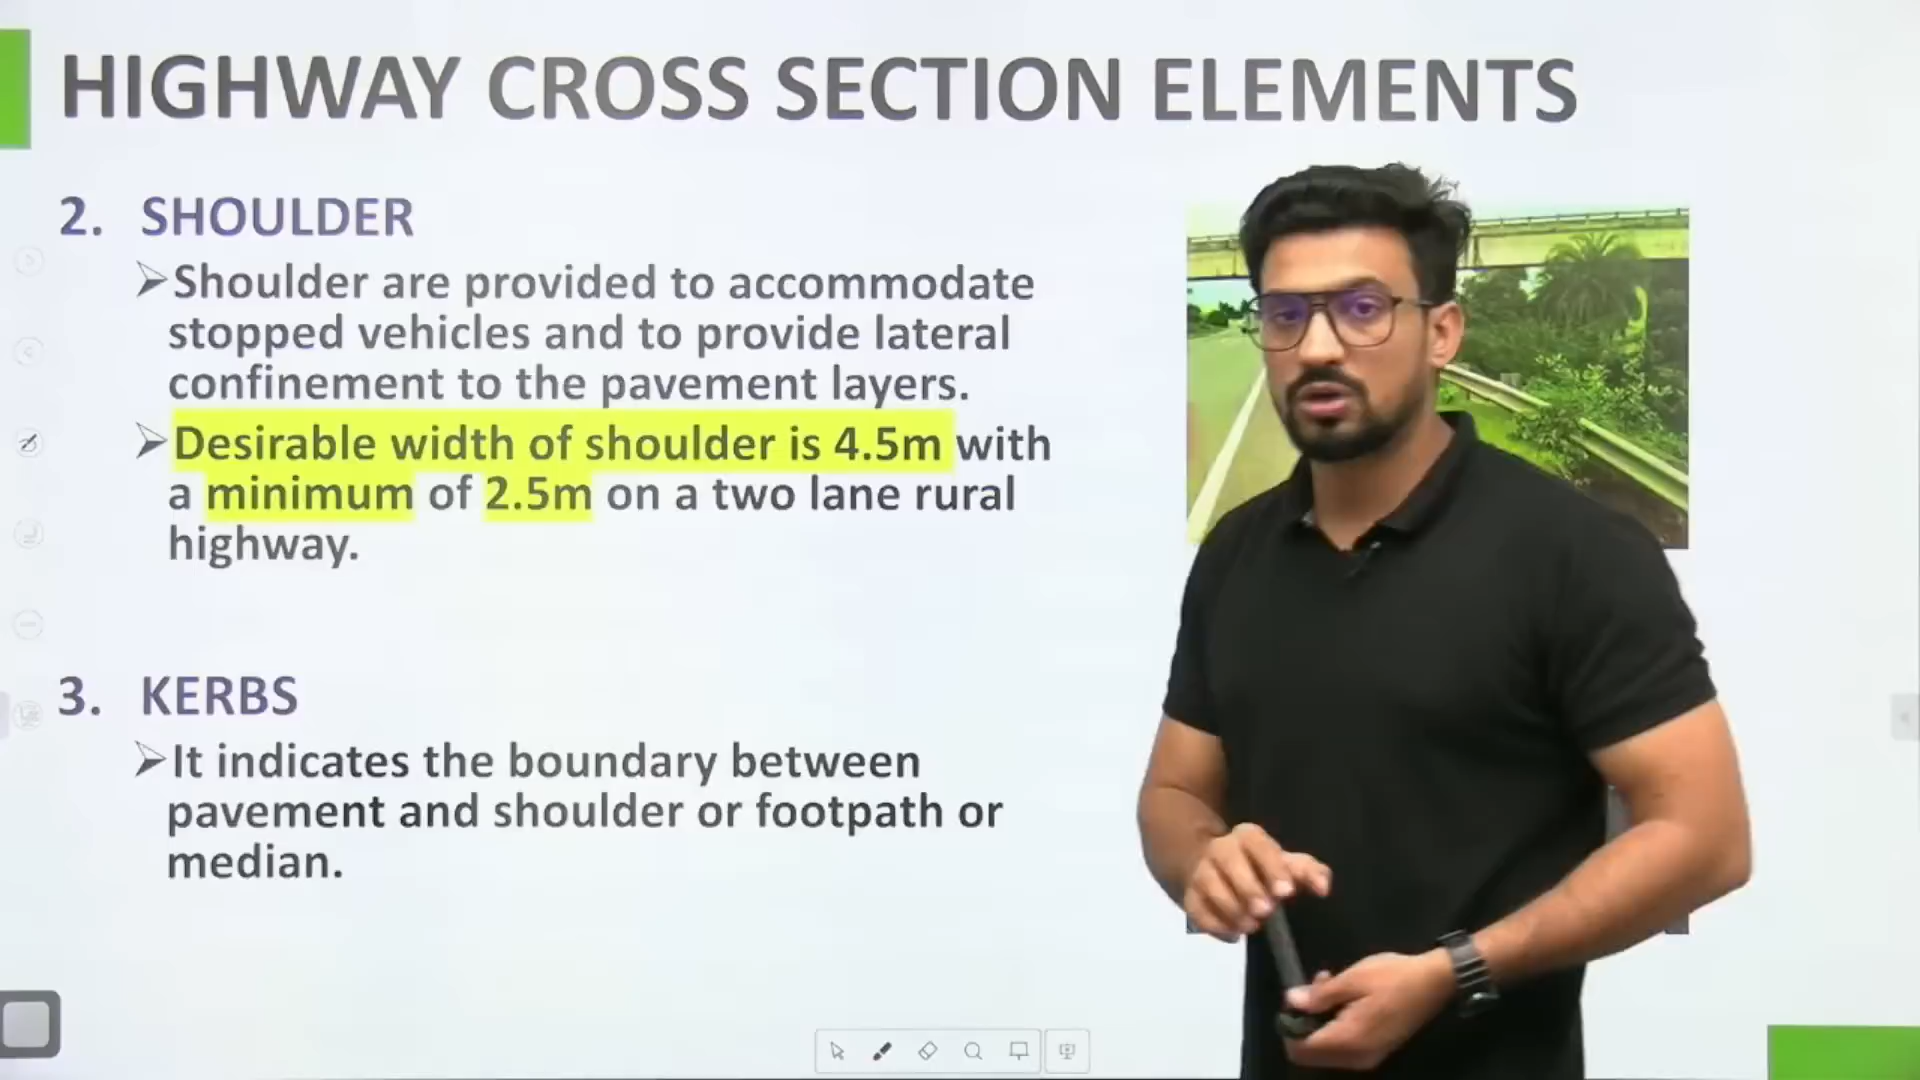 HIGHWAY CROSS SECTION ELEMENTS
2. SHOULDER
➢Shoulder are provided to accommodate
stopped vehicles and to provide lateral
confinement to the pavement layers.
➢Desirable width of shoulder is 4.5m with
a minimum of 2.5m on a two lane rural
highway.
3. KERBS
➢It indicates the boundary between
pavement and shoulder or footpath or
median.